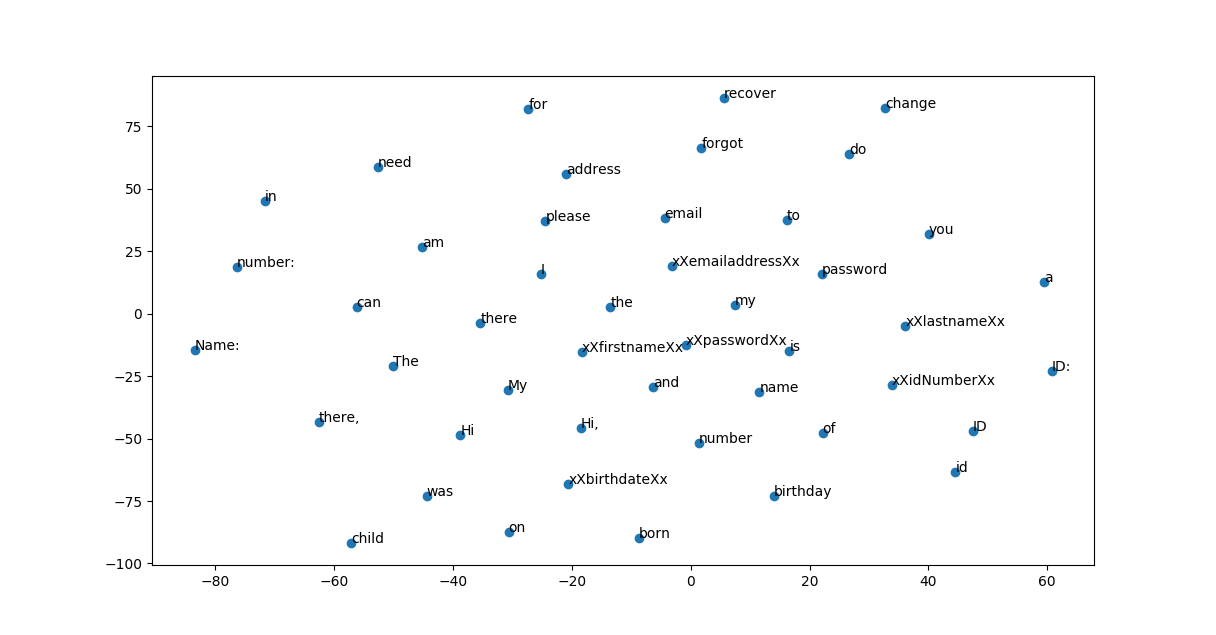 recover
for
change
75
forgot
do
need
address
50
in
please
email
to
you
am
25
number:
xXemailaddressXx
password
I
a
can
the
my
0
there
xXlastnameXx
Name:
xXfirstnameXx
xXpasswordXx
is
The
ID:
−25
My
and
name
xXidNumberXx
there,
Hi
Hi,
number
of
ID
−50
id
xXbirthdateXx
was
birthday
−75
on
born
child
−100
−80 −60 −40 −20 0 20 40 60